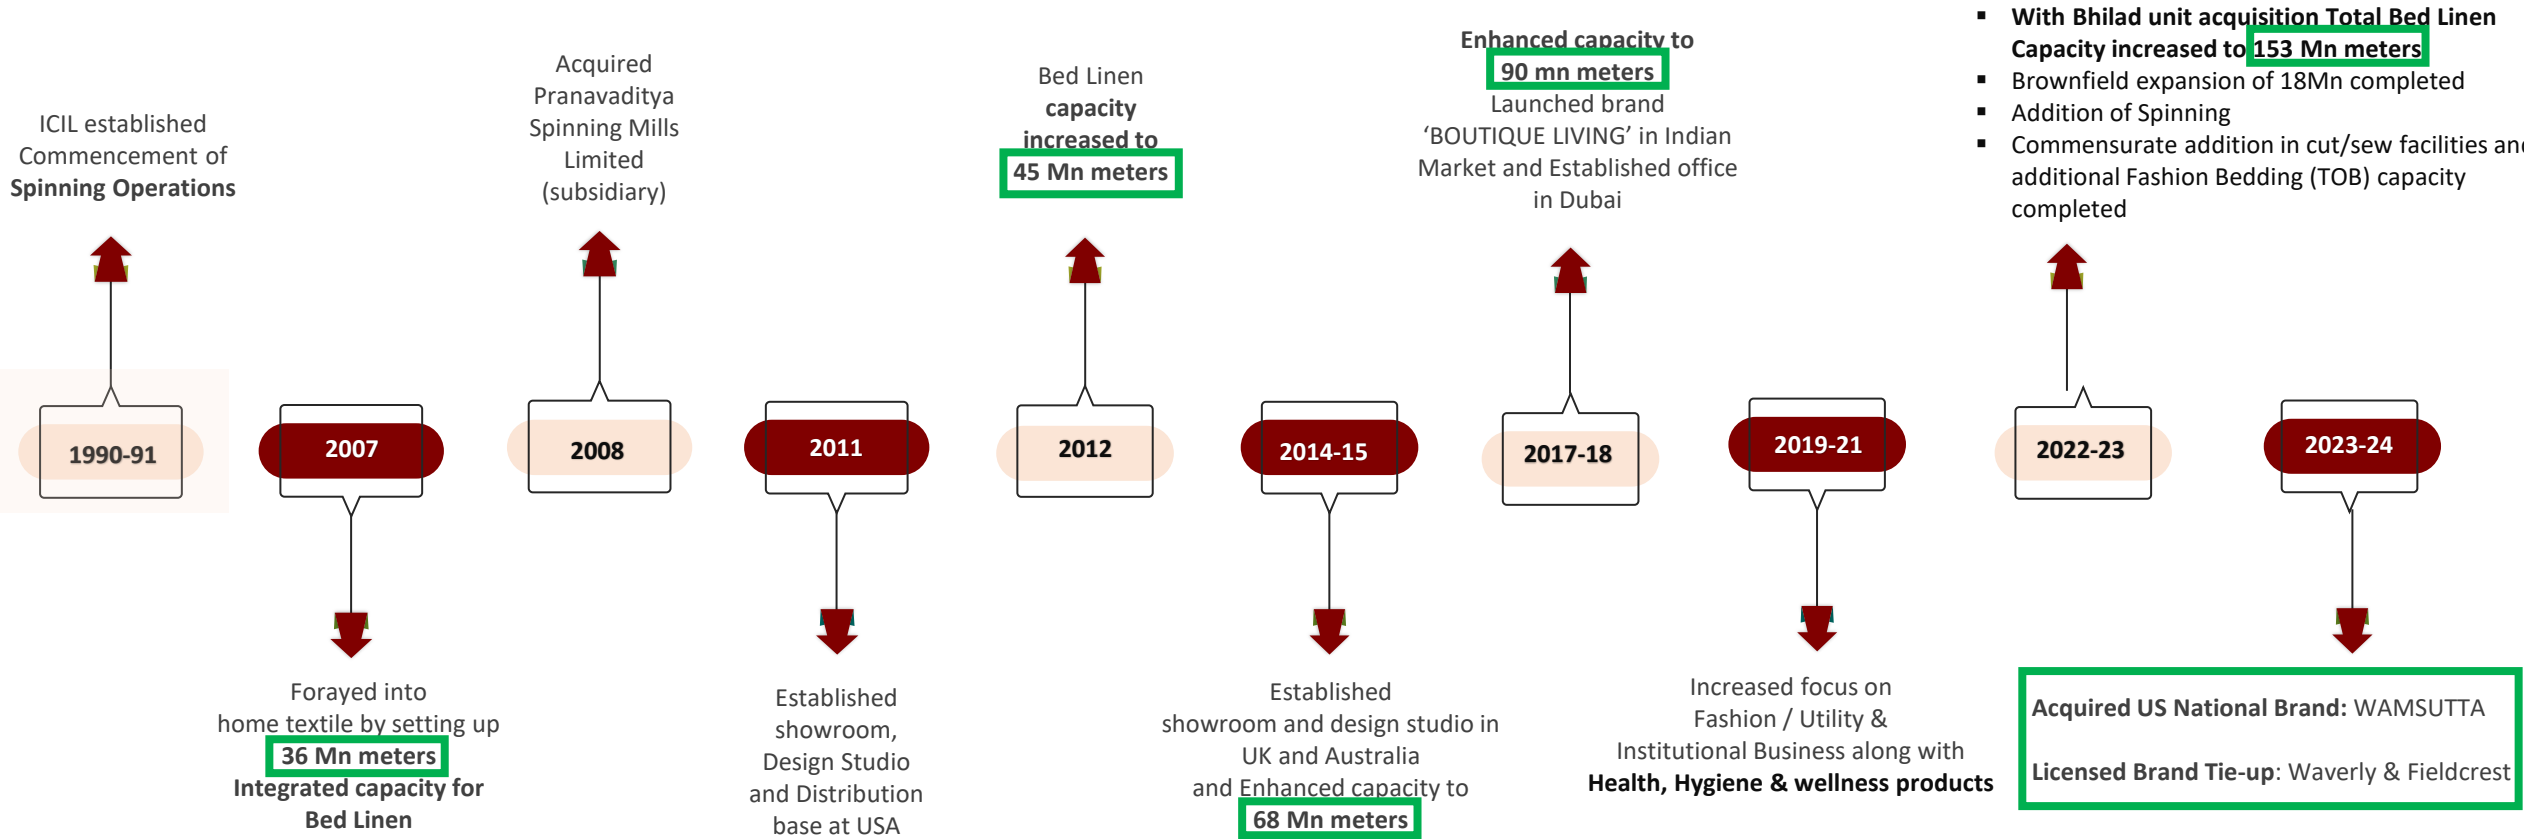 ICIL established
Commencement of
Spinning Operations
Acquired
Pranavaditya
Spinning Mills
Limited
(subsidiary)
Bed Linen
capacity
increased to
45 Mn meters
Enhanced capacity to
90 mn meters
Launched brand
‘BOUTIQUE LIVING’ in Indian
Market and Established office
in Dubai
▪ With Bhilad unit acquisition Total Bed Linen
Capacity increased to 153 Mn meters
▪ Brownfield expansion of 18Mn completed
▪ Addition of Spinning
▪ Commensurate addition in cut/sew facilities and
additional Fashion Bedding (TOB) capacity
completed
1990-91
2007
2008
2011
2012
2014-15
2017-18
2019-21
2022-23
2023-24
Forayed into
home textile by setting up
36 Mn meters
Integrated capacity for
Bed Linen
Established
showroom,
Design Studio
and Distribution
base at USA
Established
showroom and design studio in
UK and Australia
and Enhanced capacity to
68 Mn meters
Increased focus on
Fashion / Utility &
Institutional Business along with
Health, Hygiene & wellness products
Acquired US National Brand: WAMSUTTA
Licensed Brand Tie-up: Waverly & Fieldcrest